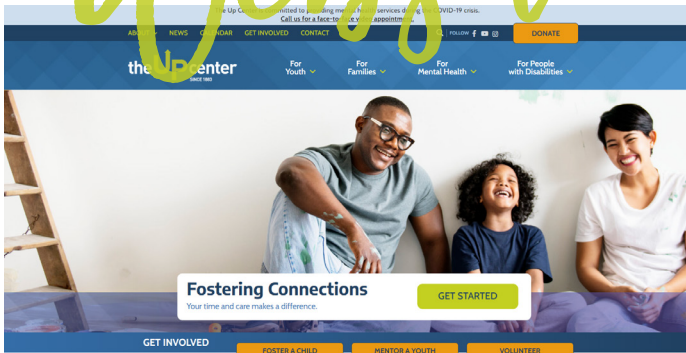 The Up Center is committed to providing mental health services during the COVID-19 crisis.
Call us for a face-to-face video appointment.
ABOUT NEWS CALENDAR GET INVOLVED CONTACT FOLLOW DONATE
the UP center
SINCE 1883
For Youth
For Families
For Mental Health
For People with Disabilities
Fostering Connections
Your time and care makes a difference.
GET STARTED
GET INVOLVED
FOSTER A CHILD MENTOR A YOUTH VOLUNTEER